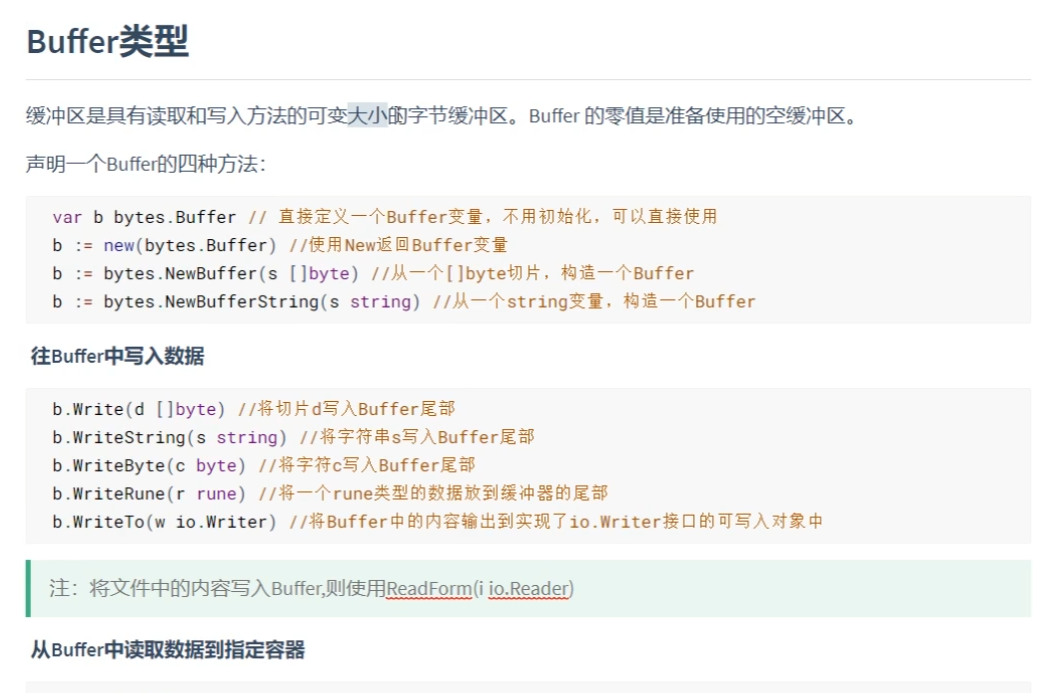 Buffer类型
缓冲区是具有读取和写入方法的可变大小的字节缓冲区。Buffer 的零值是准备使用的空缓冲区。
声明一个Buffer的四种方法：
var b bytes.Buffer // 直接定义一个Buffer变量，不用初始化，可以直接使用
b := new(bytes.Buffer) //使用New返回Buffer变量
b := bytes.NewBuffer(s []byte) //从一个[]byte切片，构造一个Buffer
b := bytes.NewBufferString(s string) //从一个string变量，构造一个Buffer
往Buffer中写入数据
b.Write(d []byte) //将切片d写入Buffer尾部
b.WriteString(s string) //将字符串s写入Buffer尾部
b.WriteByte(c byte) //将字符c写入Buffer尾部
b.WriteRune(r rune) //将一个rune类型的数据放到缓冲器的尾部
b.WriteTo(w io.Writer) //将Buffer中的内容输出到实现了io.Writer接口的可写入对象中
注：将文件中的内容写入Buffer,则使用ReadForm(i io.Reader)
从Buffer中读取数据到指定容器